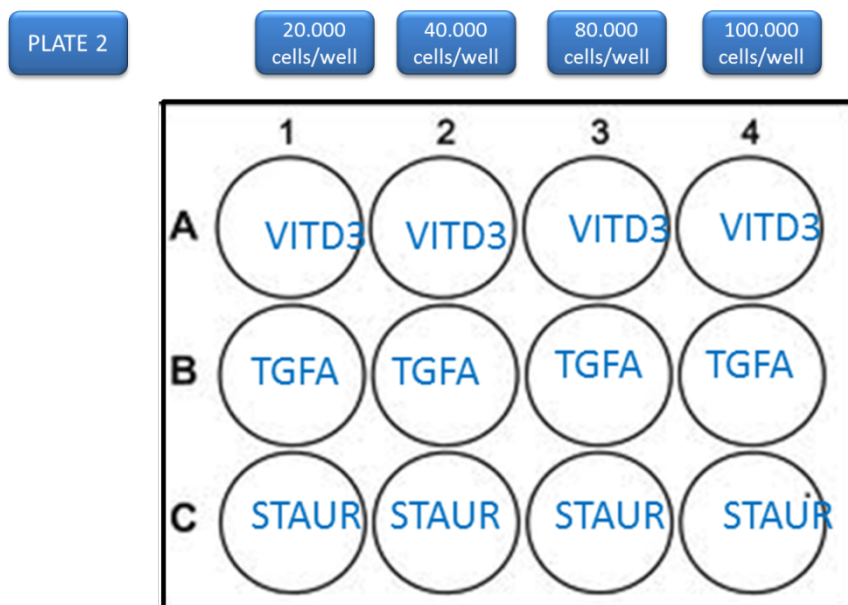 PLATE 2
20.000
cells/well
40.000
cells/well
80.000
cells/well
100.000
cells/well
1 2 3 4
A VITD3 VITD3 VITD3 VITD3
B TGFA TGFA TGFA TGFA
C STAUR STAUR STAUR STAUR